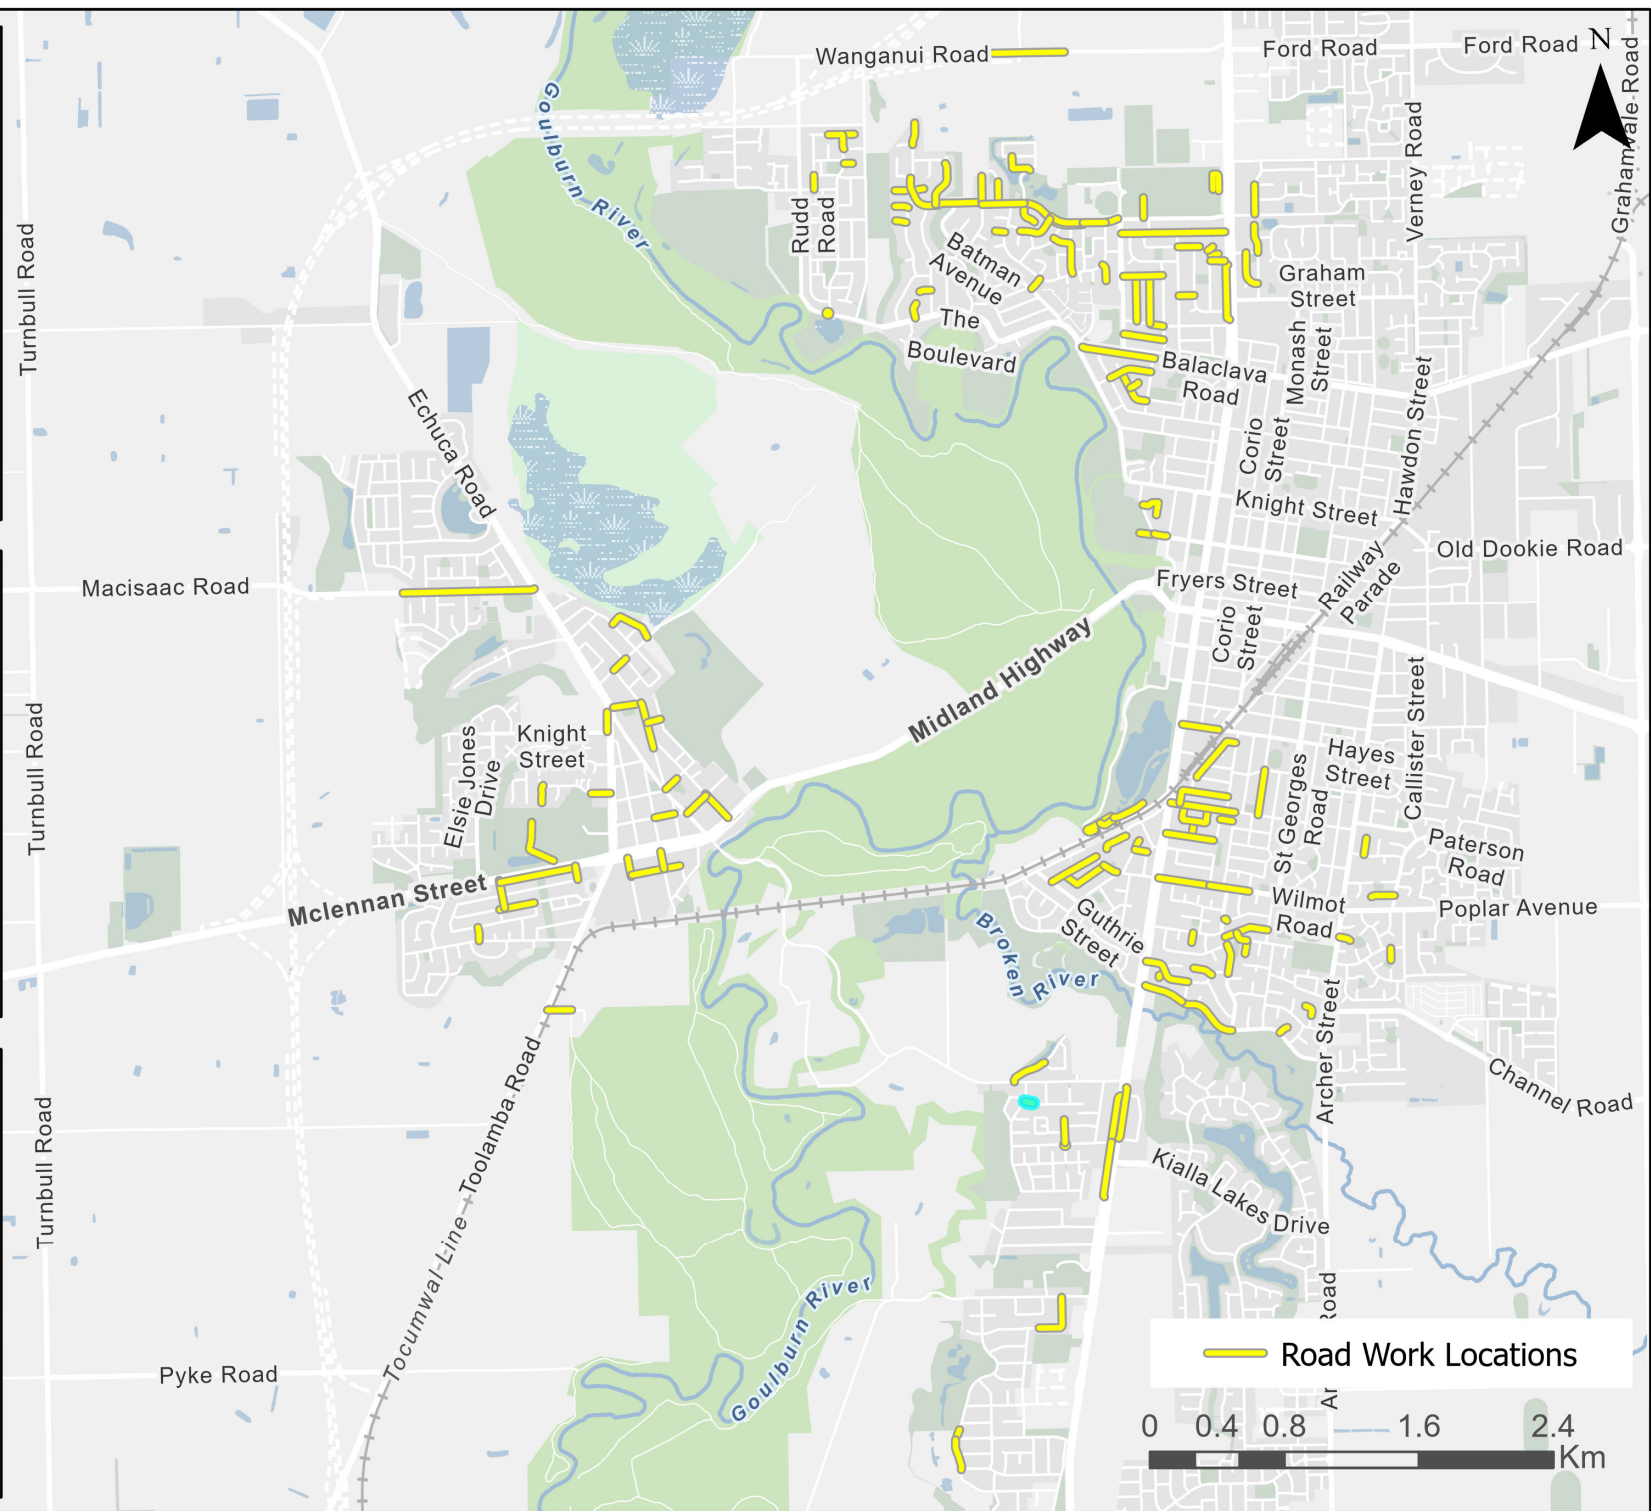 Wanganui Road
Ford Road
Ford Road
N
Grahamvale-Road
Goulburn River
Verney Road
Rudd
Road
Turnbull Road
Batman
Avenue
Graham
Street
The
Boulevard
Monash
Street
Balaclava
Road
Echuca Road
Corio
Street
Hawdon Street
Knight Street
Old Dookie Road
Macisaac Road
Fryers Street
Railway
Parade
Corio
Street
Midland Highway
Callister Street
Turnbull Road
Knight
Street
Elsie Jones
Drive
Hayes
Street
St Georges
Road
Paterson
Road
Mclennan Street
Wilmot
Road
Poplar Avenue
Guthrie
Street
Broken
River
Archer Street
Channel Road
Toolamba-Road
Turnbull Road
Kialla Lakes Drive
Tocumwal-Line
Goulburn River
Road
Ar
Road Work Locations
Pyke Road
0 0.4 0.8 1.6 2.4
Km